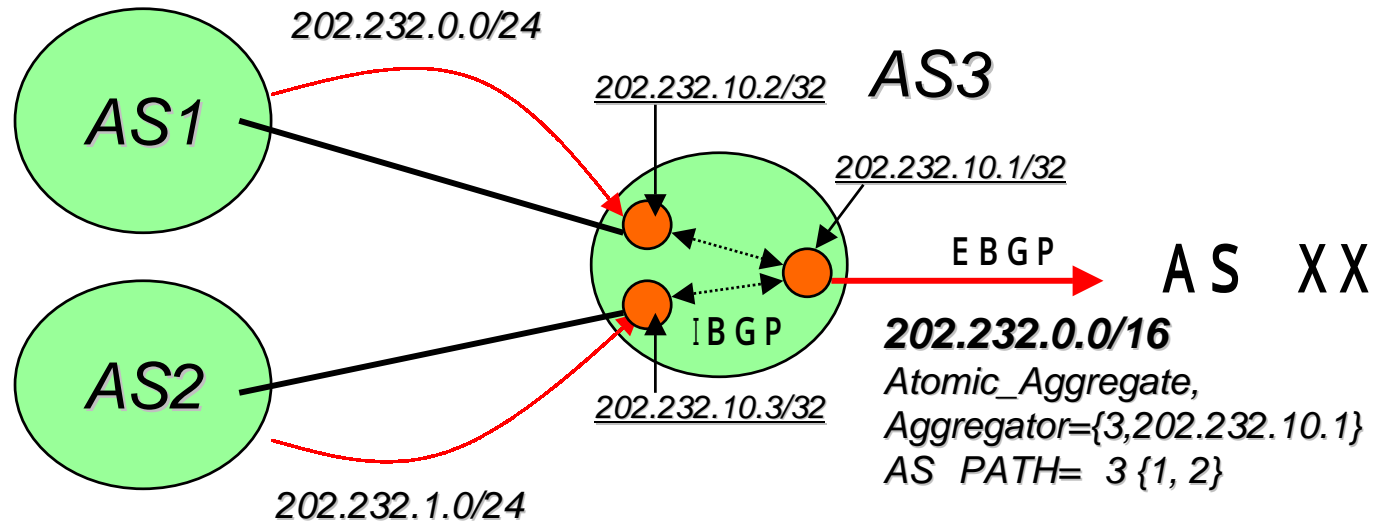 202.232.0.0/24
AS1
202.232.10.2/32
AS3
202.232.10.1/32
EBGP
AS XX
IBGP
202.232.0.0/16
Atomic_Aggregate,
Aggregator={3,202.232.10.1}
AS PATH= 3 {1, 2}
AS2
202.232.10.3/32
202.232.1.0/24